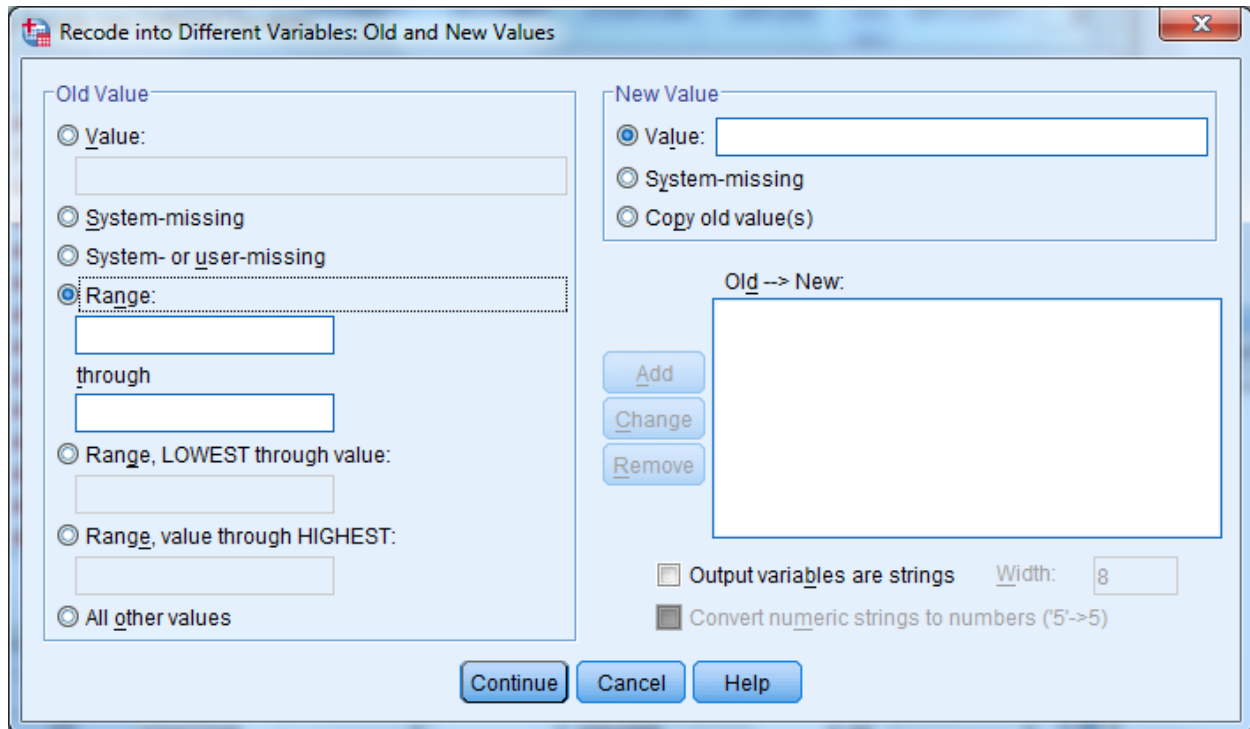 Recode into Different Variables: Old and New Values
Old Value
Value:
System-missing
System- or user-missing
Range:
through
Range, LOWEST through value:
Range, value through HIGHEST:
All other values
New Value
Value:
System-missing
Copy old value(s)
Old --> New:
Add
Change
Remove
Output variables are strings Width: 8
Convert numeric strings to numbers ('5'->5)
Continue Cancel Help